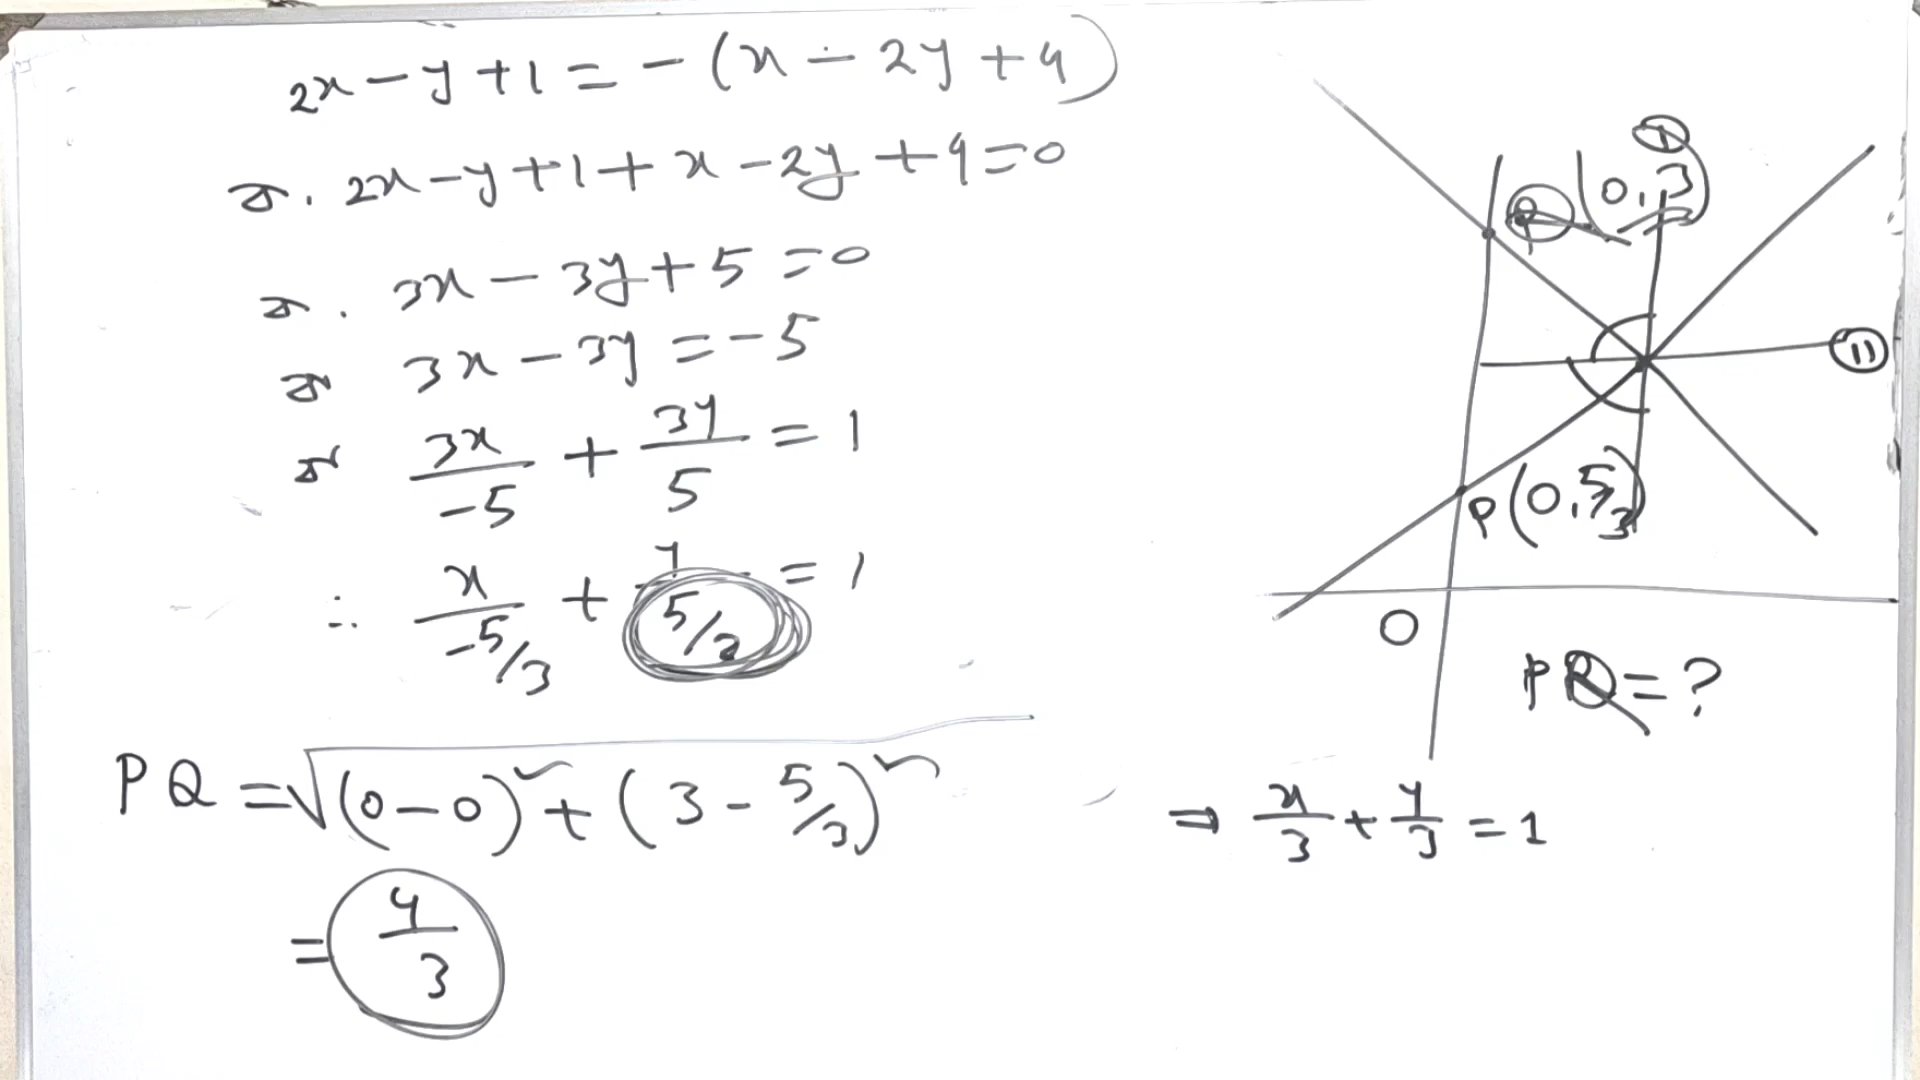 2x - y + 1 = - (x - 2y + 4)
বা. 2x - y + 1 + x - 2y + 4 = 0
বা. 3x - 3y + 5 = 0
বা 3x - 3y = -5
বা 3x/-5 + 3y/5 = 1
∴ x/-5/3 + y/5/3 = 1
PQ = √(0-0)² + (3 - 5/3)²
= 4/3
(0, 3)
P(0, 5/3)
O
PQ = ?
⇒ x/3 + y/3 = 1